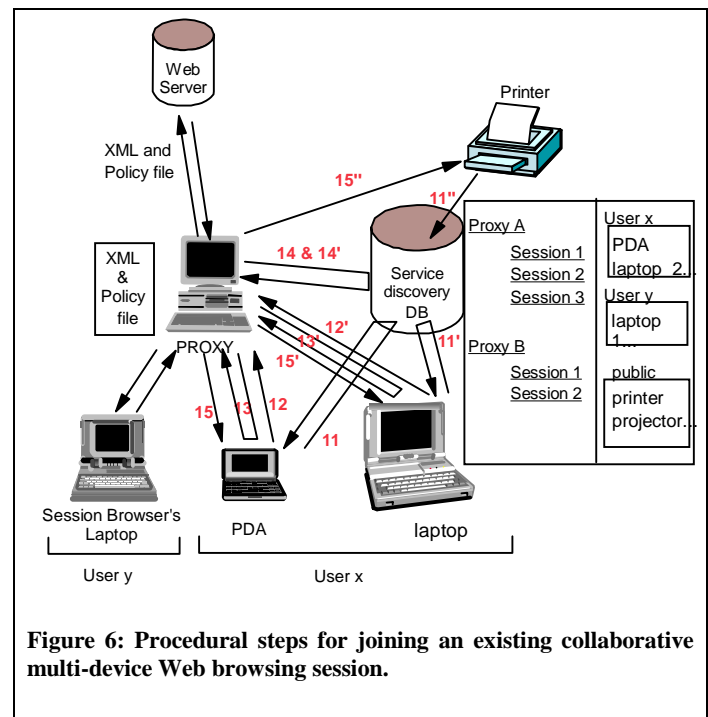 Web
Server
Printer
XML and
Policy file
15"
11"
Proxy A
Session 1
Session 2
Session 3
Proxy B
Session 1
Session 2
User x
PDA
laptop 2...
User y
laptop
1...
public
printer
projector...
XML
&
Policy
file
14 & 14'
Service
discovery
DB
PROXY
12'
13'
15'
11'
15
13
12
11
Session Browser's
Laptop
PDA
laptop
User y
User x
Figure 6: Procedural steps for joining an existing collaborative
multi-device Web browsing session.